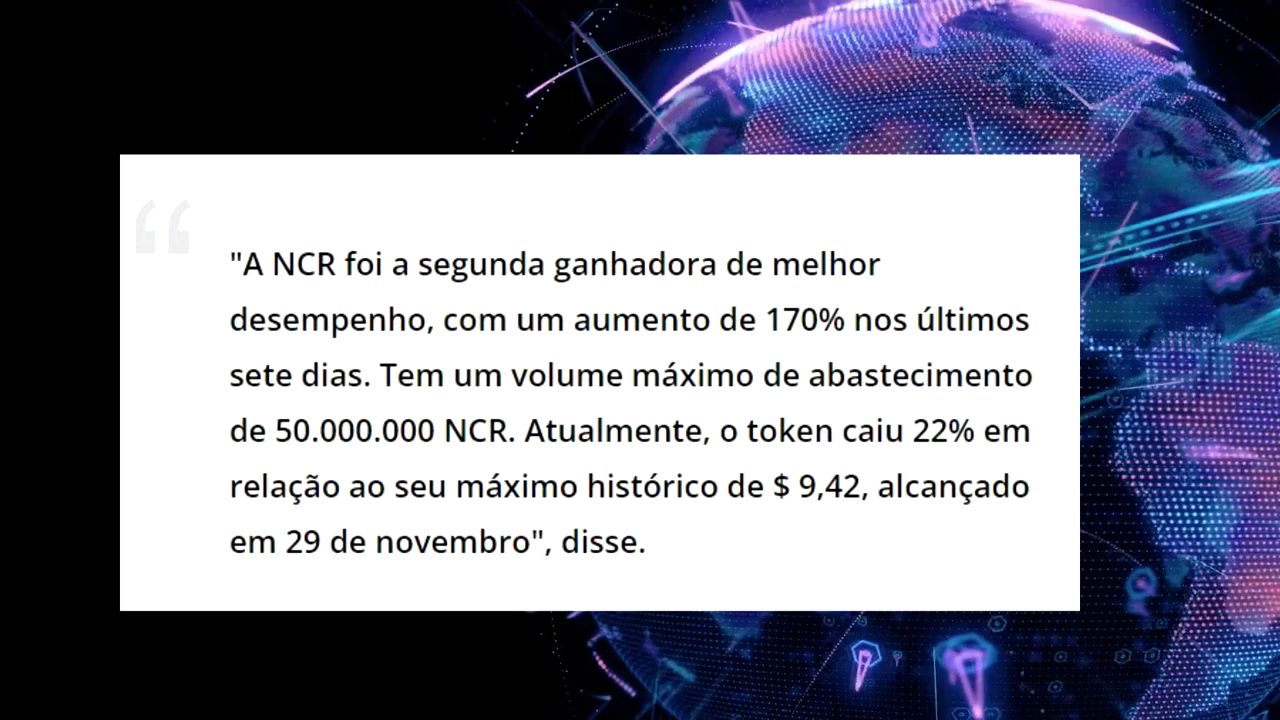 "A NCR foi a segunda ganhadora de melhor
desempenho, com um aumento de 170% nos últimos
sete dias. Tem um volume máximo de abastecimento
de 50.000.000 NCR. Atualmente, o token caiu 22% em
relação ao seu máximo histórico de $ 9,42, alcançado
em 29 de novembro", disse.